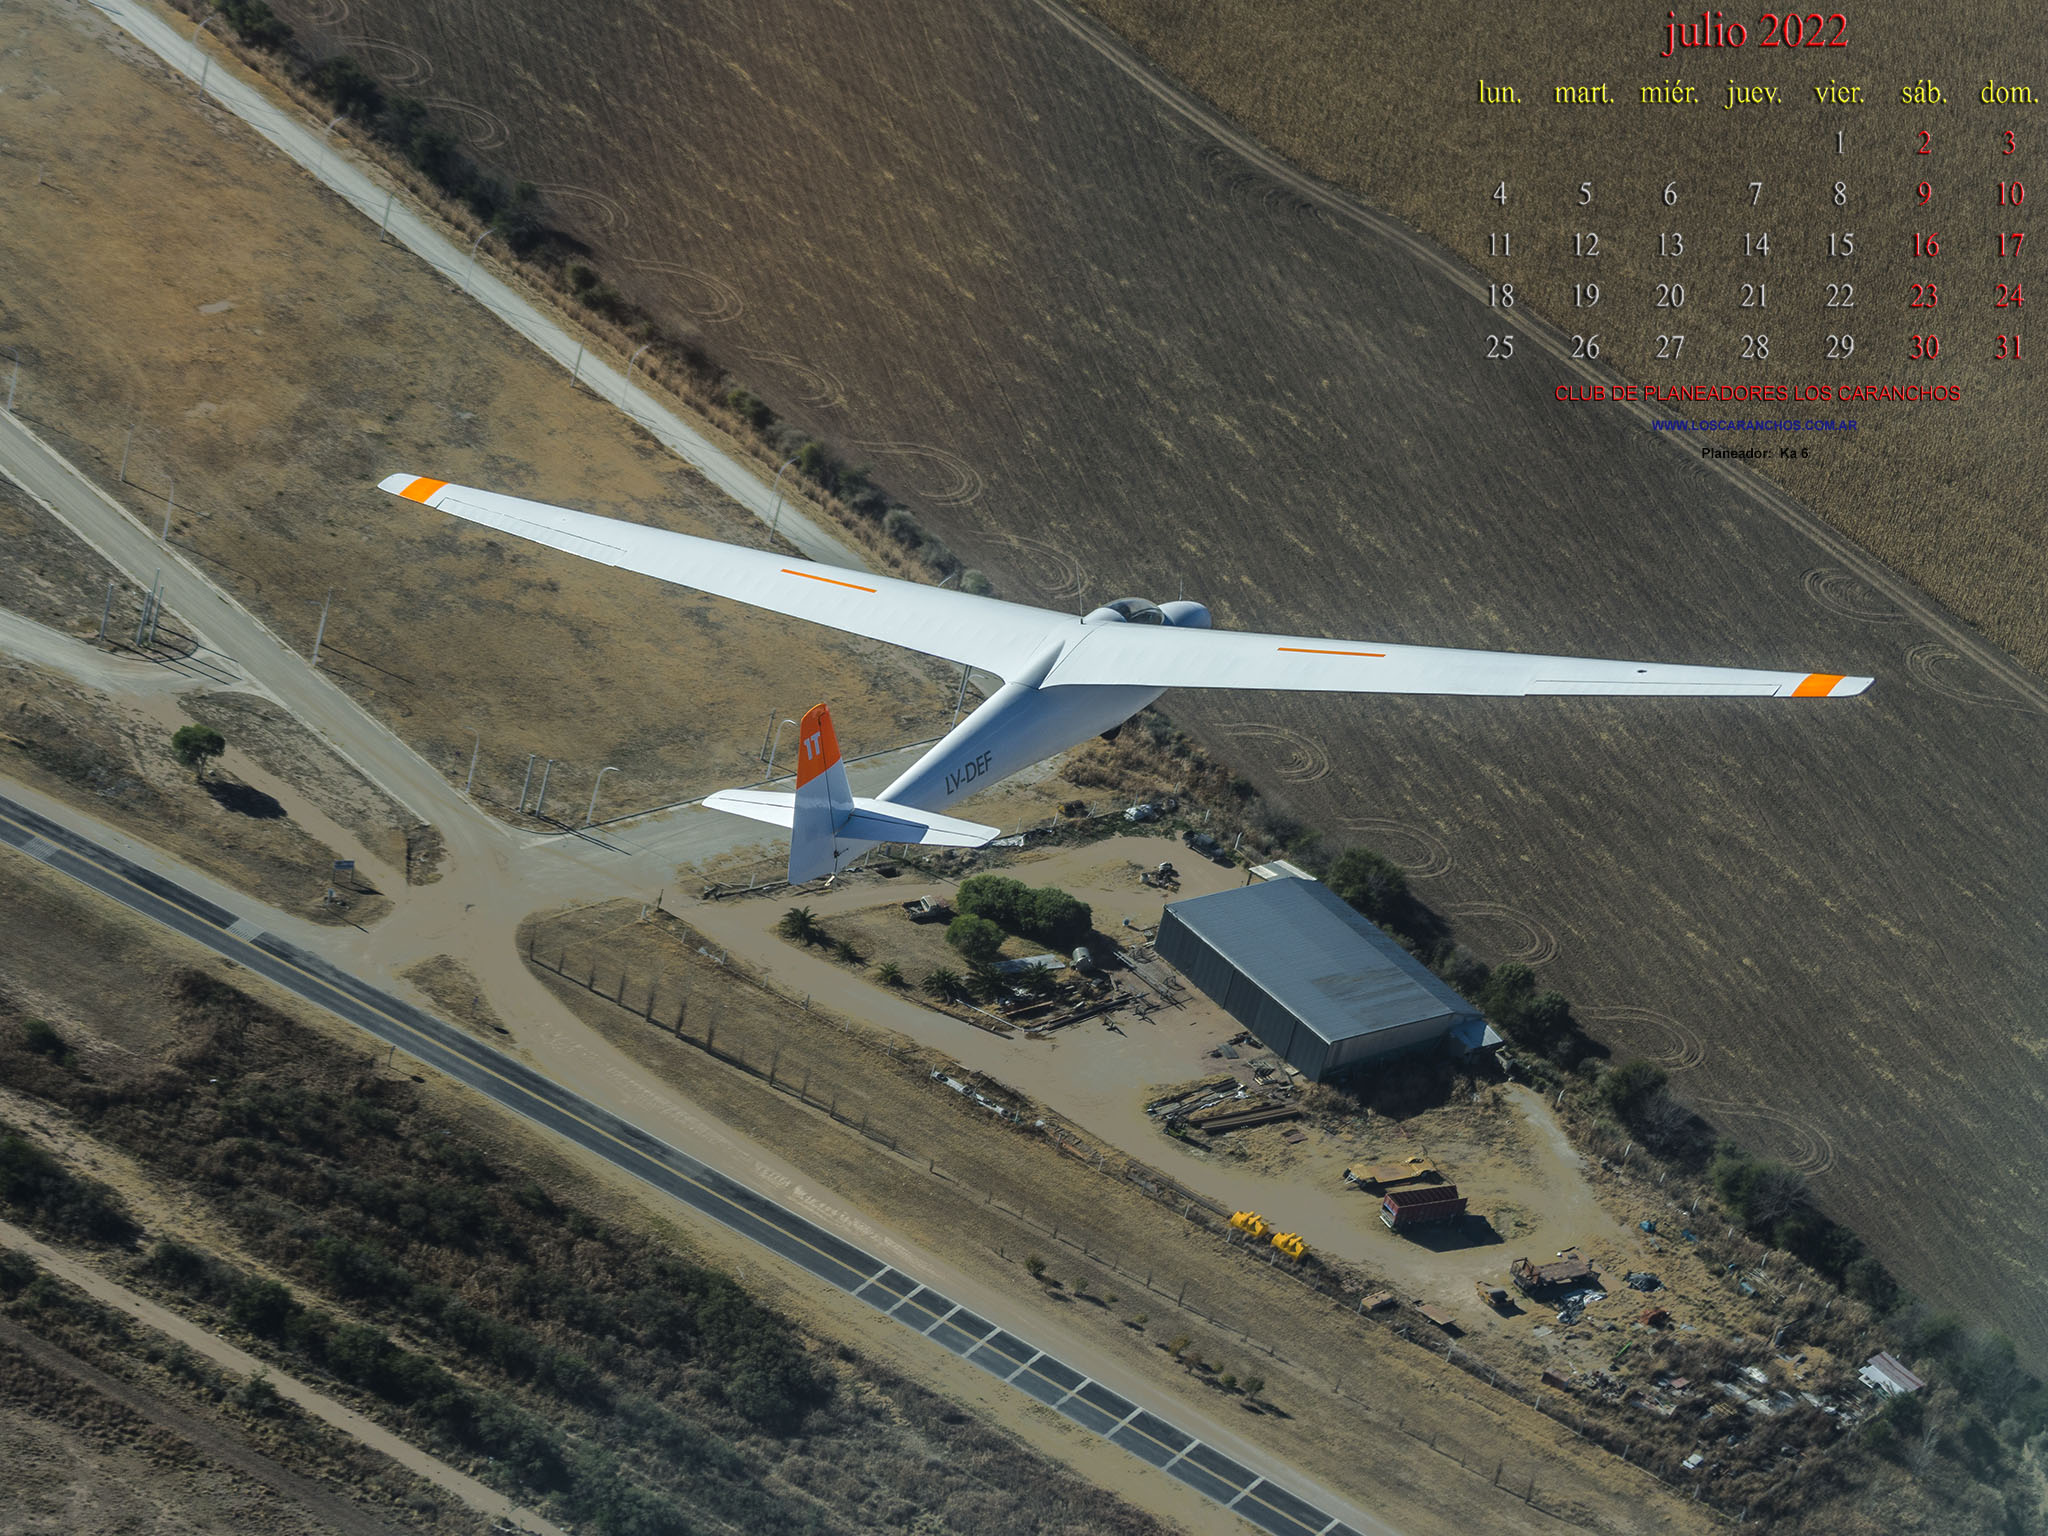 julio 2022
lun. mart. miér. juev. vier. sáb. dom.
1 2 3
4 5 6 7 8 9 10
11 12 13 14 15 16 17
18 19 20 21 22 23 24
25 26 27 28 29 30 31
CLUB DE PLANEADORES LOS CARANCHOS
WWW.LOSCARANCHOS.COM.AR
Planeador: Ka 6
1T
LV-DEF